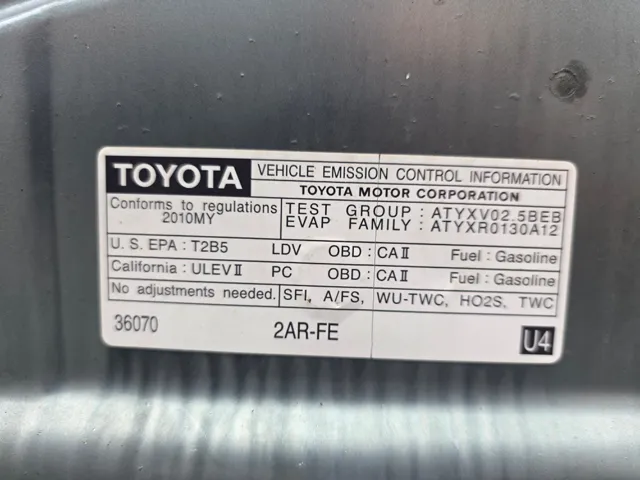 TOYOTA VEHICLE EMISSION CONTROL INFORMATION
TOYOTA MOTOR CORPORATION
Conforms to regulations
2010MY
TEST GROUP : ATYXV02.5BEB
EVAP FAMILY : ATYXR0130A12
U. S. EPA : T2B5 LDV OBD : CAⅡ Fuel : Gasoline
California : ULEVⅡ PC OBD : CAⅡ Fuel : Gasoline
No adjustments needed. SFI, A/FS, WU-TWC, HO2S, TWC
36070 2AR-FE U4